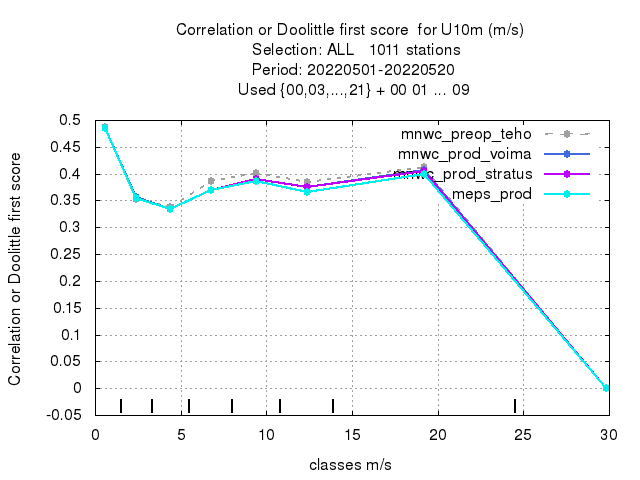 Correlation or Doolittle first score  for U10m (m/s)
Selection: ALL   1011 stations
Period: 20220501-20220520
Used {00,03,...,21} + 00 01 ... 09
Correlation or Doolittle first score
0.5
0.45
0.4
0.35
0.3
0.25
0.2
0.15
0.1
0.05
0
-0.05
mnwc_preop_teho
mnwc_prod_voima
mnwc_prod_stratus
meps_prod
0 5 10 15 20 25 30
classes m/s